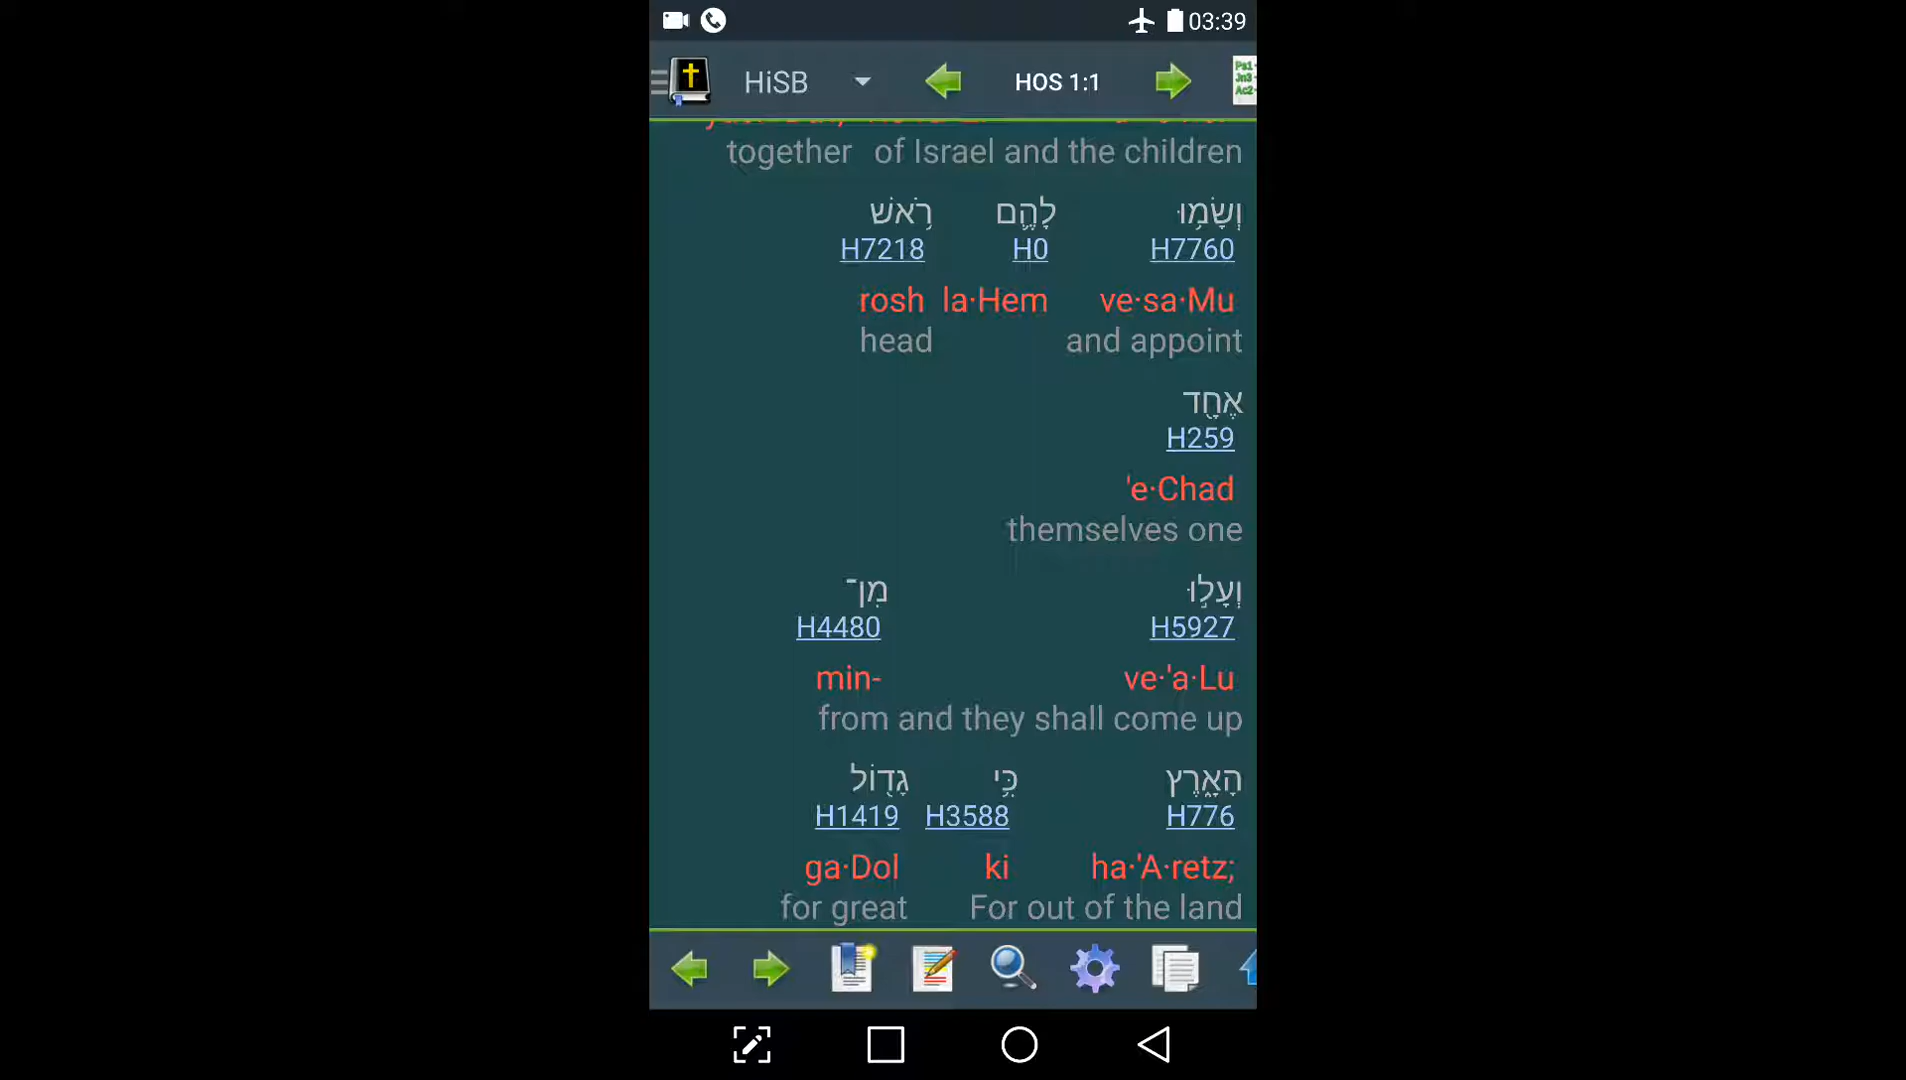 03:39
HiSB HOS 1:1
together of Israel and the children
וְשָׂמ֥וּ לָהֶ֛ם רֹ֥אשׁ
H7218 H0 H7760
rosh la·Hem ve·sa·Mu
head and appoint
אֶחָ֖ד
H259
'e·Chad
themselves one
וְעָל֣וּ מִן־
H4480 H5927
min- ve·'a·Lu
from and they shall come up
הָאָ֑רֶץ כִּ֥י גָד֖וֹל
H1419 H3588 H776
ga·Dol ki ha·'A·retz;
for great For out of the land